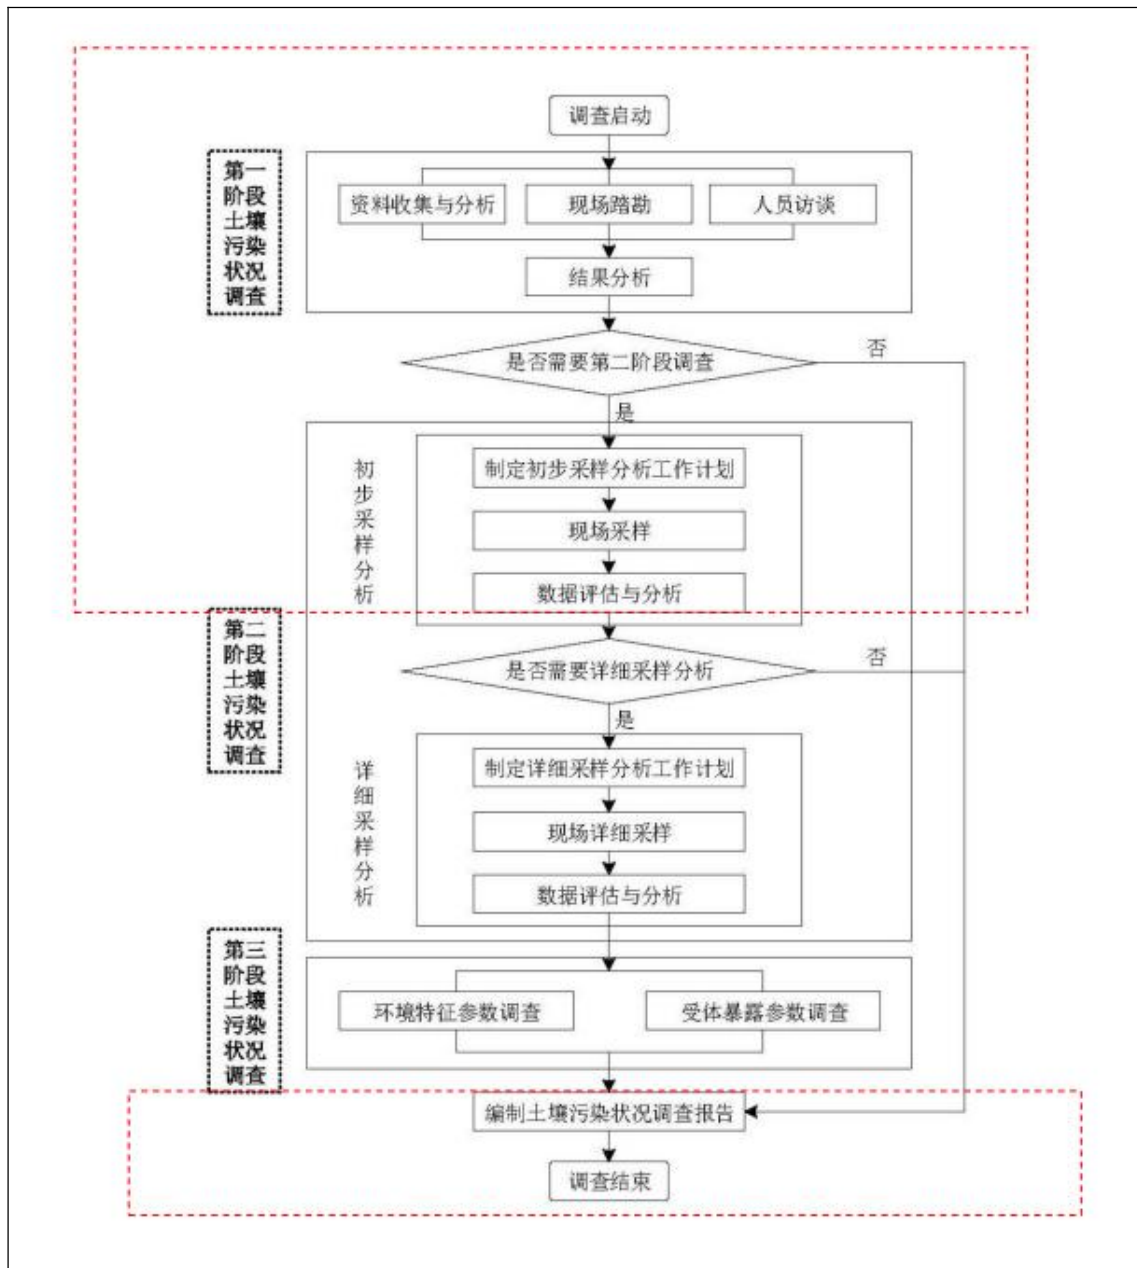 调查启动
第一
阶段
土壤
污染
状况
调查
资料收集与分析
现场踏勘
人员访谈
结果分析
是否需要第二阶段调查
否
是
初步采样分析
制定初步采样分析工作计划
现场采样
数据评估与分析
第二
阶段
土壤
污染
状况
调查
是否需要详细采样分析
否
是
详细采样分析
制定详细采样分析工作计划
现场详细采样
数据评估与分析
第三
阶段
土壤
污染
状况
调查
环境特征参数调查
受体暴露参数调查
编制土壤污染状况调查报告
调查结束